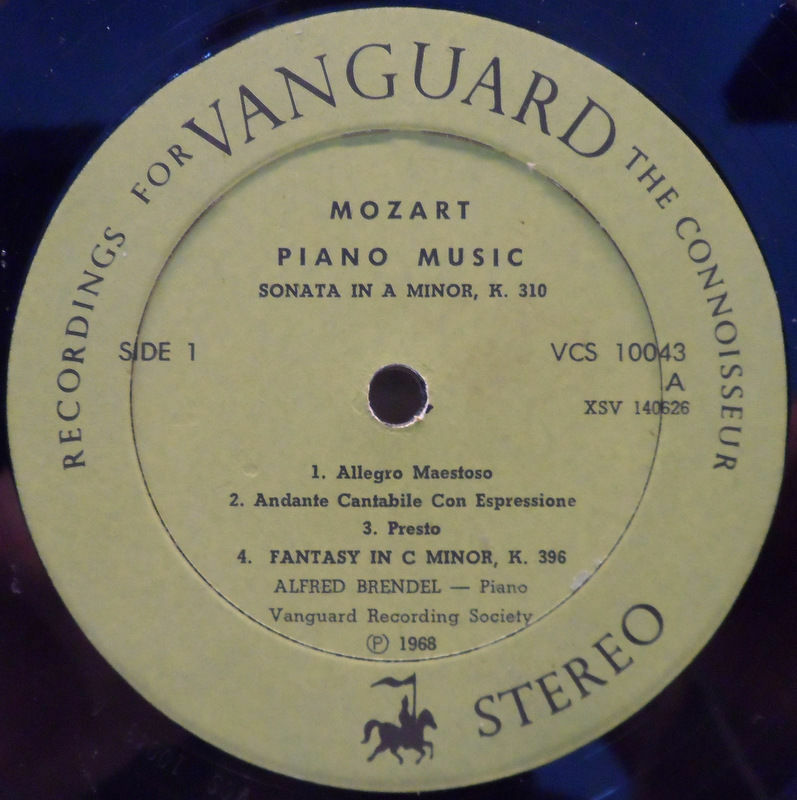 RECORDINGS FOR VANGUARD THE CONNOISSEUR
MOZART
PIANO MUSIC
SONATA IN A MINOR, K. 310
SIDE 1
VCS 10043
A
XSV 140626
1. Allegro Maestoso
2. Andante Cantabile Con Espressione
3. Presto
4. FANTASY IN C MINOR, K. 396
ALFRED BRENDEL — Piano
Vanguard Recording Society
℗ 1968
STEREO